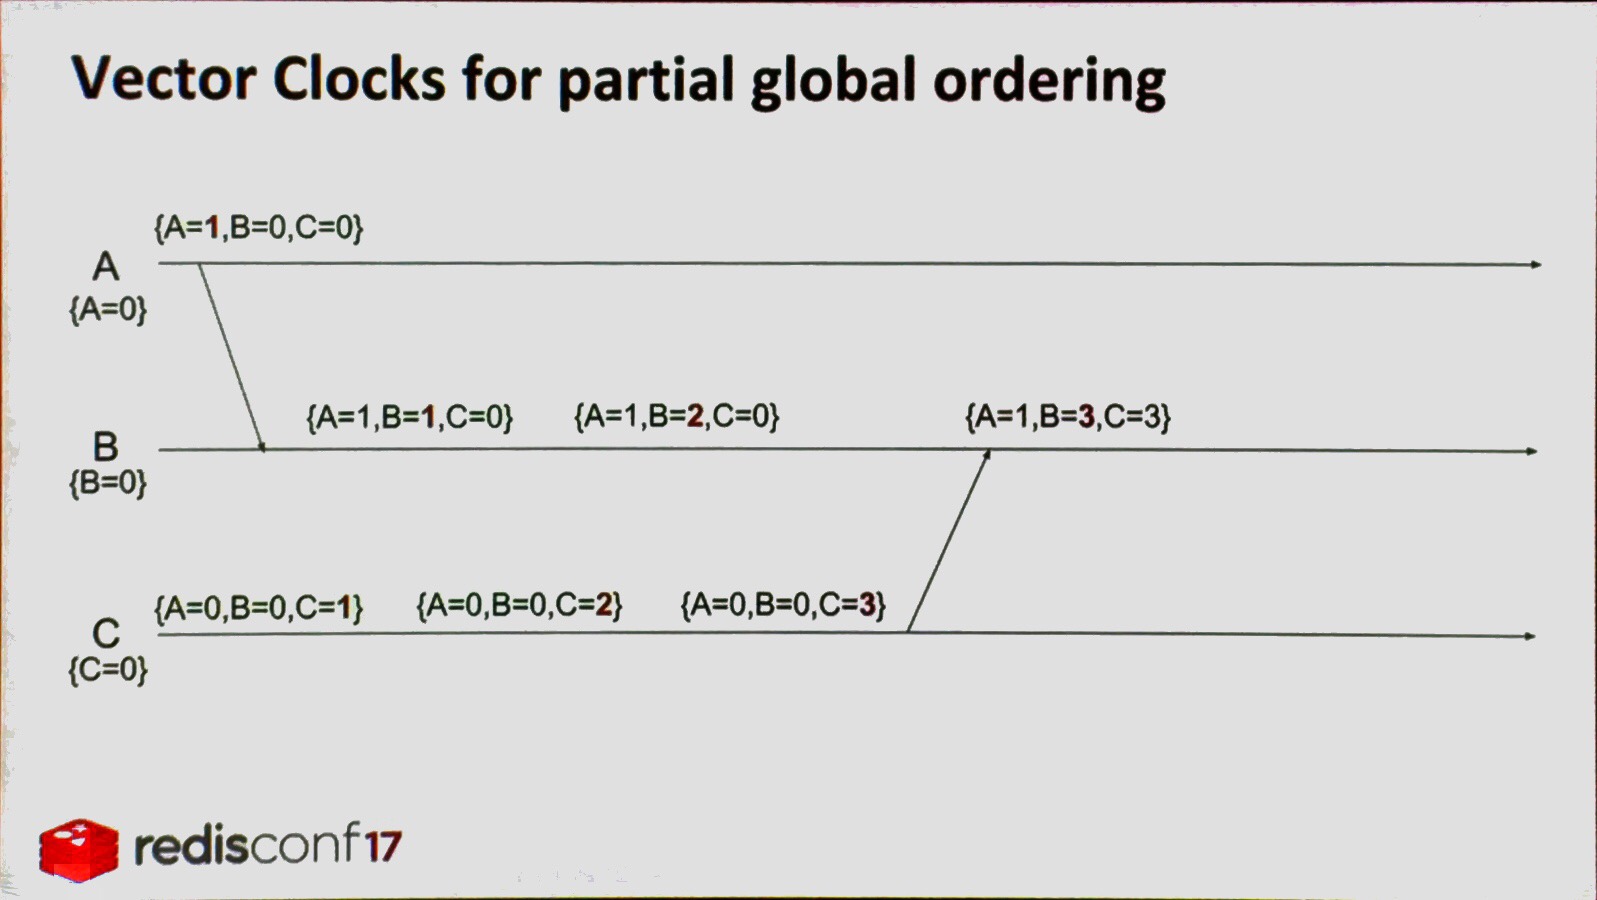 Vector Clocks for partial global ordering
{A=1,B=0,C=0}
A
{A=0}
{A=1,B=1,C=0} {A=1,B=2,C=0} {A=1,B=3,C=3}
B
{B=0}
{A=0,B=0,C=1} {A=0,B=0,C=2} {A=0,B=0,C=3}
C
{C=0}
redisconf17